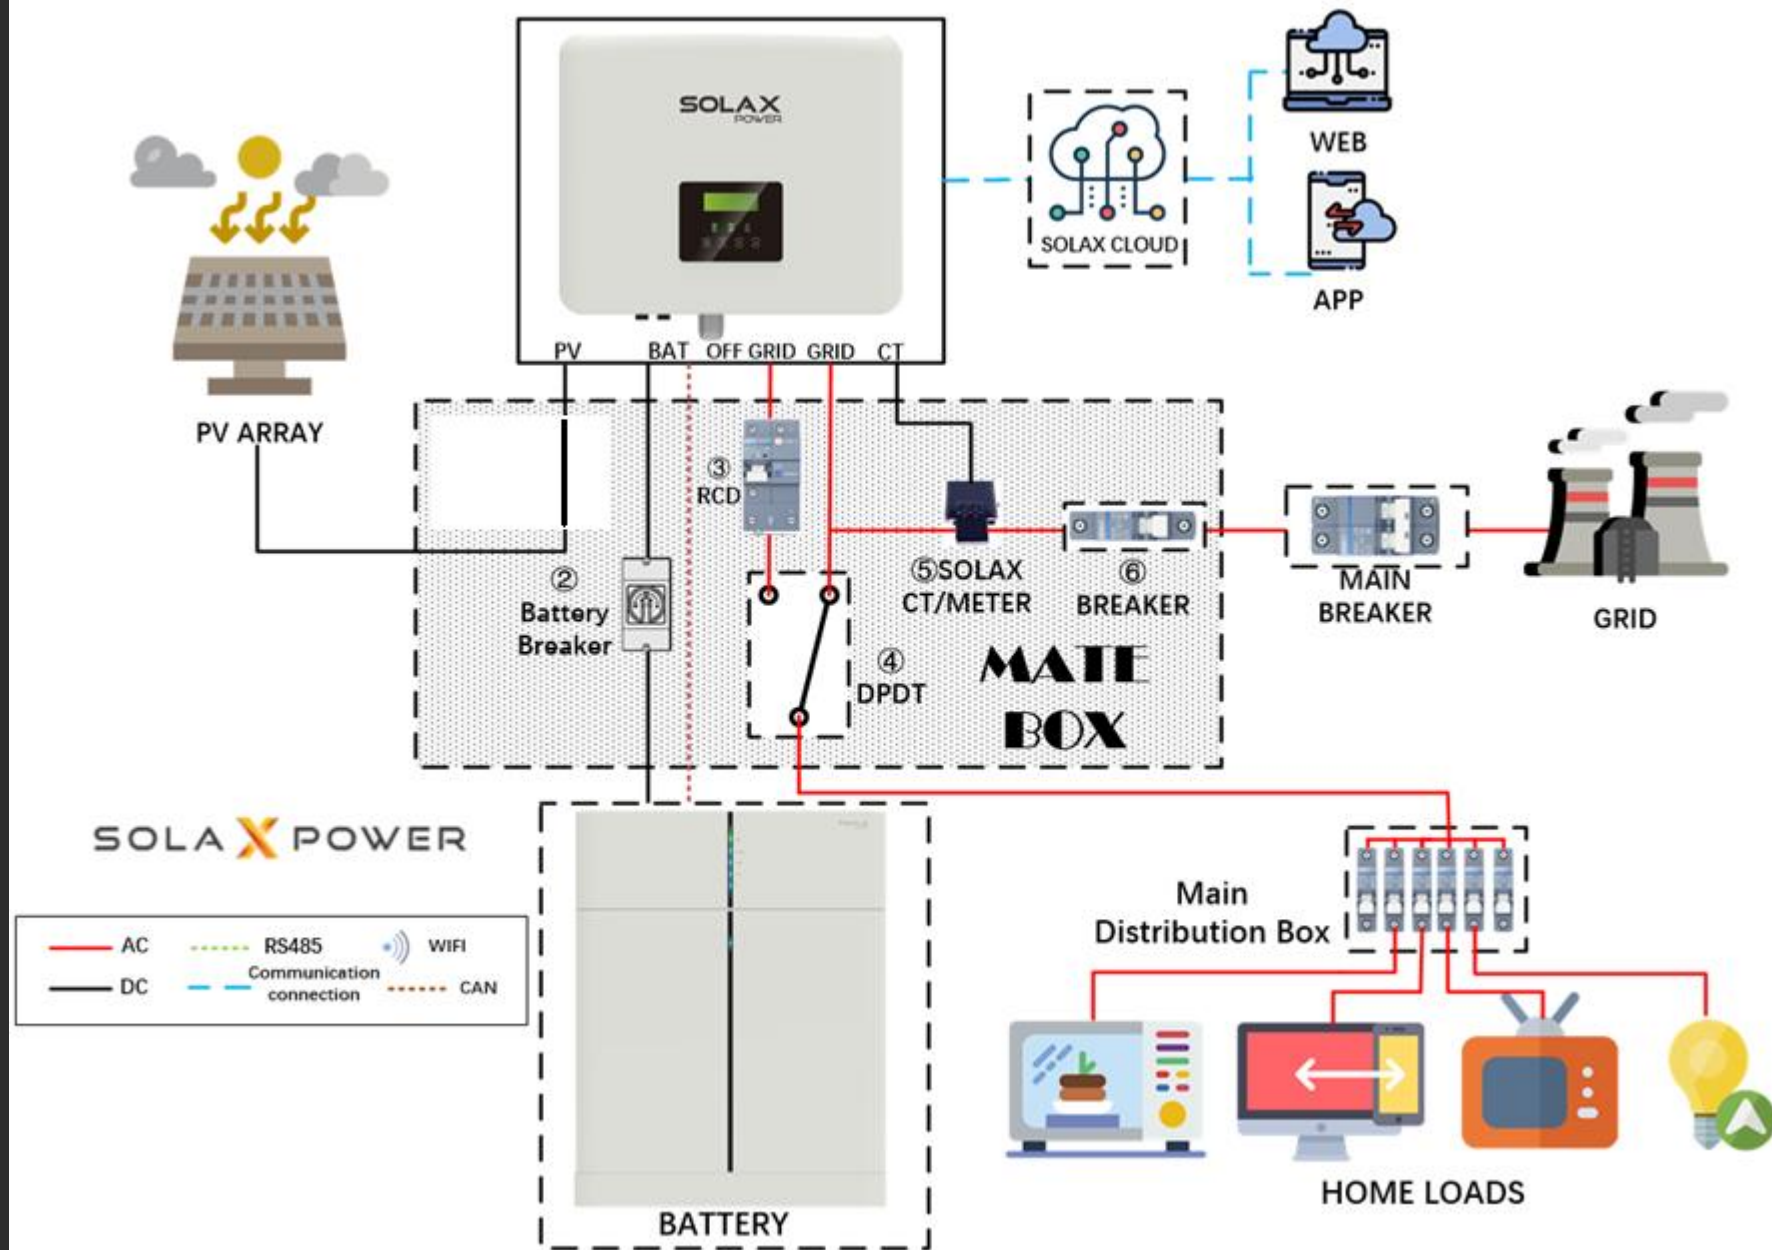 SOLAX
POWER
PV
BAT
OFF GRID
GRID
CT
SOLAX CLOUD
WEB
APP
PV ARRAY
③
RCD
②
Battery
Breaker
④
DPDT
⑤SOLAX
CT/METER
⑥
BREAKER
MATE
BOX
MAIN
BREAKER
GRID
SOLAX POWER
AC
RS485
WIFI
DC
Communication
connection
CAN
BATTERY
Main
Distribution Box
HOME LOADS